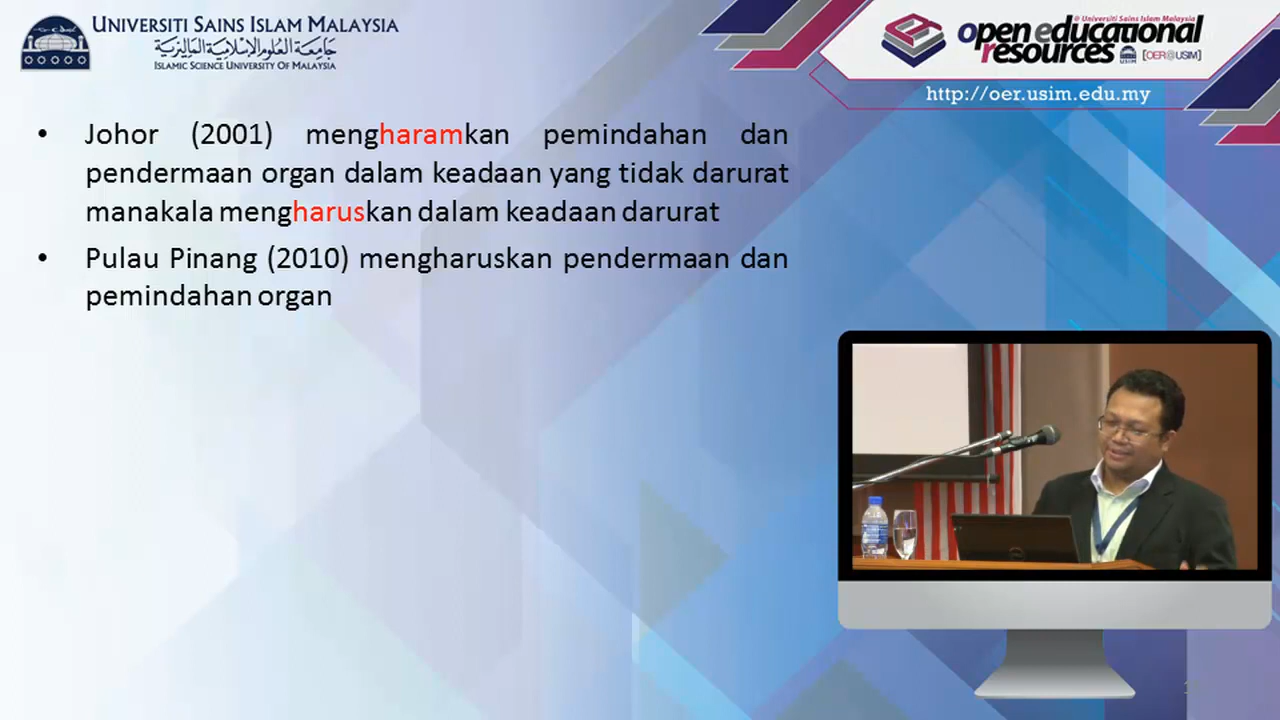 UNIVERSITI SAINS ISLAM MALAYSIA
جامعة العلوم الإسلامية الماليزية
ISLAMIC SCIENCE UNIVERSITY OF MALAYSIA
@ Universiti Sains Islam Malaysia
open educational
resources
USIM [OER@USIM]
http://oer.usim.edu.my
• Johor (2001) mengharamkan pemindahan dan
pendermaan organ dalam keadaan yang tidak darurat
manakala mengharuskan dalam keadaan darurat
• Pulau Pinang (2010) mengharuskan pendermaan dan
pemindahan organ